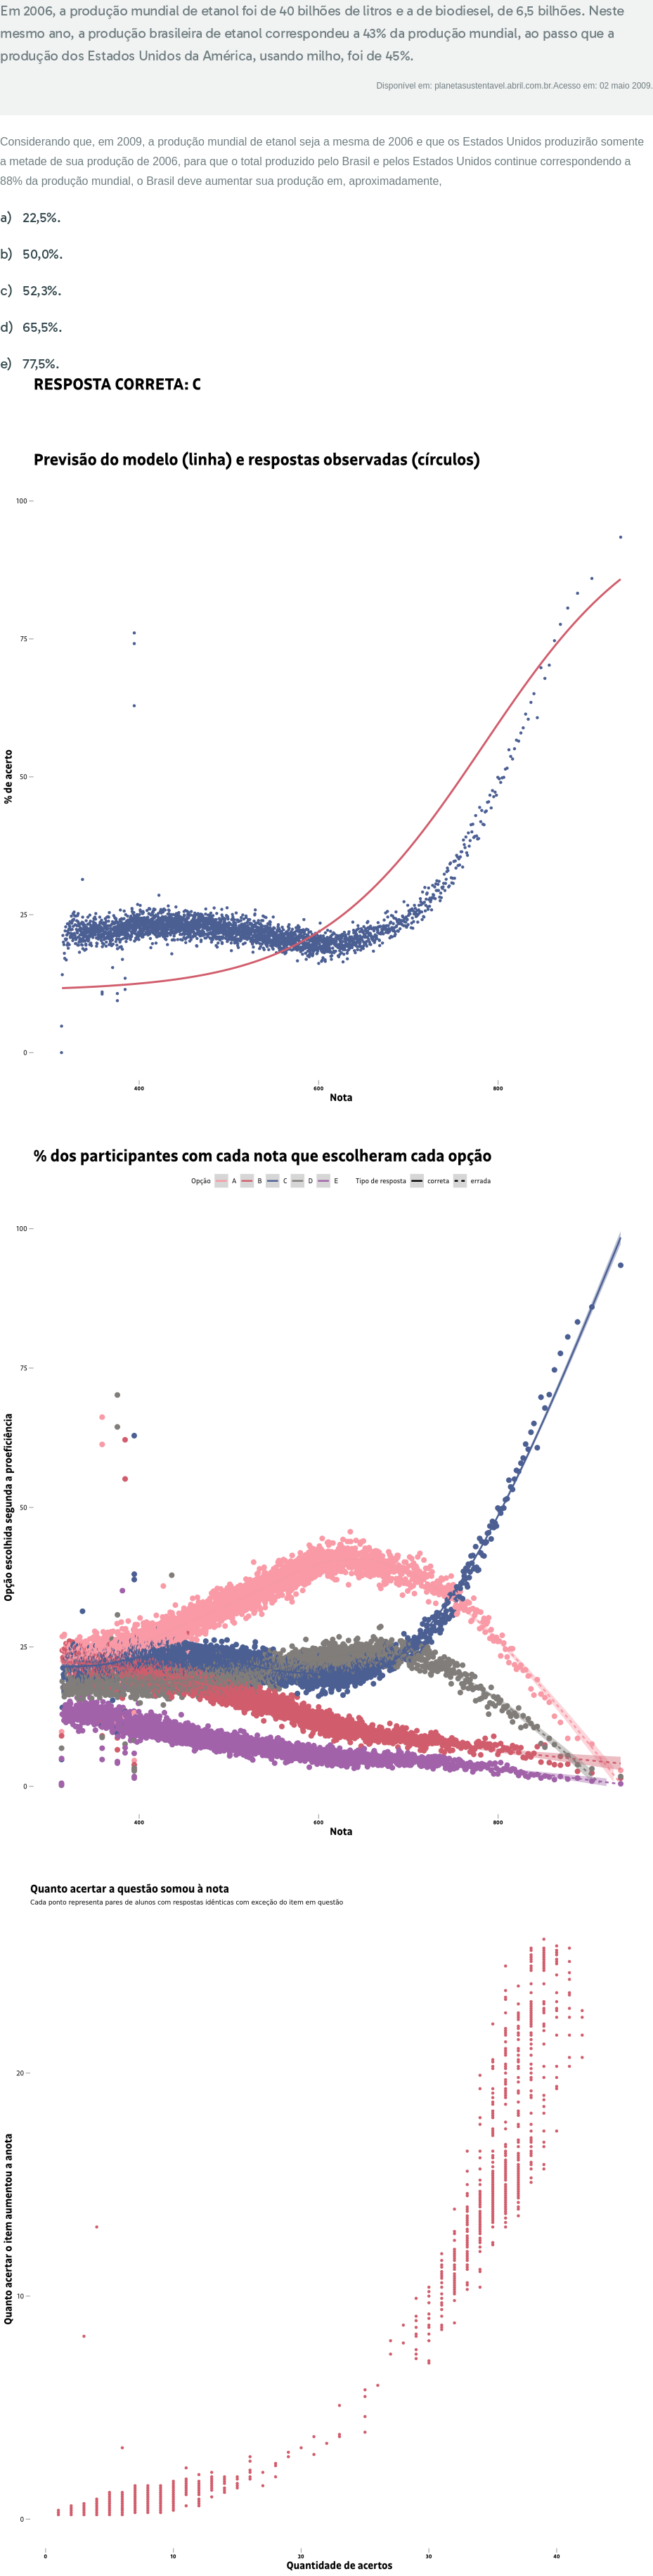 Em 2006, a produção mundial de etanol foi de 40 bilhões de litros e a de biodiesel, de 6,5 bilhões. Neste
mesmo ano, a produção brasileira de etanol correspondeu a 43% da produção mundial, ao passo que a
produção dos Estados Unidos da América, usando milho, foi de 45%.
Disponível em: planetasustentavel.abril.com.br.Acesso em: 02 maio 2009.
Considerando que, em 2009, a produção mundial de etanol seja a mesma de 2006 e que os Estados Unidos produzirão somente
a metade de sua produção de 2006, para que o total produzido pelo Brasil e pelos Estados Unidos continue correspondendo a
88% da produção mundial, o Brasil deve aumentar sua produção em, aproximadamente,
a) 22,5%.
b) 50,0%.
c) 52,3%.
d) 65,5%.
e) 77,5%.
RESPOSTA CORRETA: C
Previsão do modelo (linha) e respostas observadas (círculos)
100
75
50
25
0
% de acerto
400 600 800
Nota
% dos participantes com cada nota que escolheram cada opção
Opção A B C D E Tipo de resposta correta errada
100
75
50
25
0
Opção escolhida segunda a proeficiência
400 600 800
Nota
Quanto acertar a questão somou à nota
Cada ponto representa pares de alunos com respostas idênticas com exceção do item em questão
20
10
0
Quanto acertar o item aumentou a anota
0 10 20 30 40
Quantidade de acertos